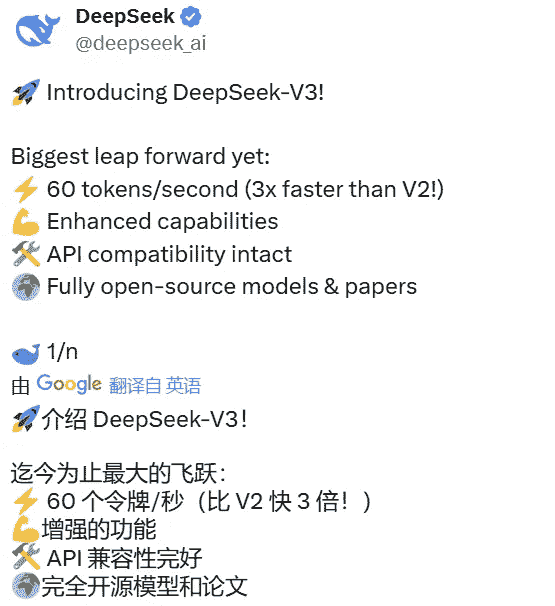 DeepSeek
@deepseek_ai
🚀 Introducing DeepSeek-V3!
Biggest leap forward yet:
⚡ 60 tokens/second (3x faster than V2!)
💪 Enhanced capabilities
🛠 API compatibility intact
🌍 Fully open-source models & papers
🐋 1/n
由 Google 翻译自 英语
🚀介绍 DeepSeek-V3！
迄今为止最大的飞跃：
⚡ 60 个令牌/秒（比 V2 快 3 倍！）
💪增强的功能
🛠 API 兼容性完好
🌍完全开源模型和论文